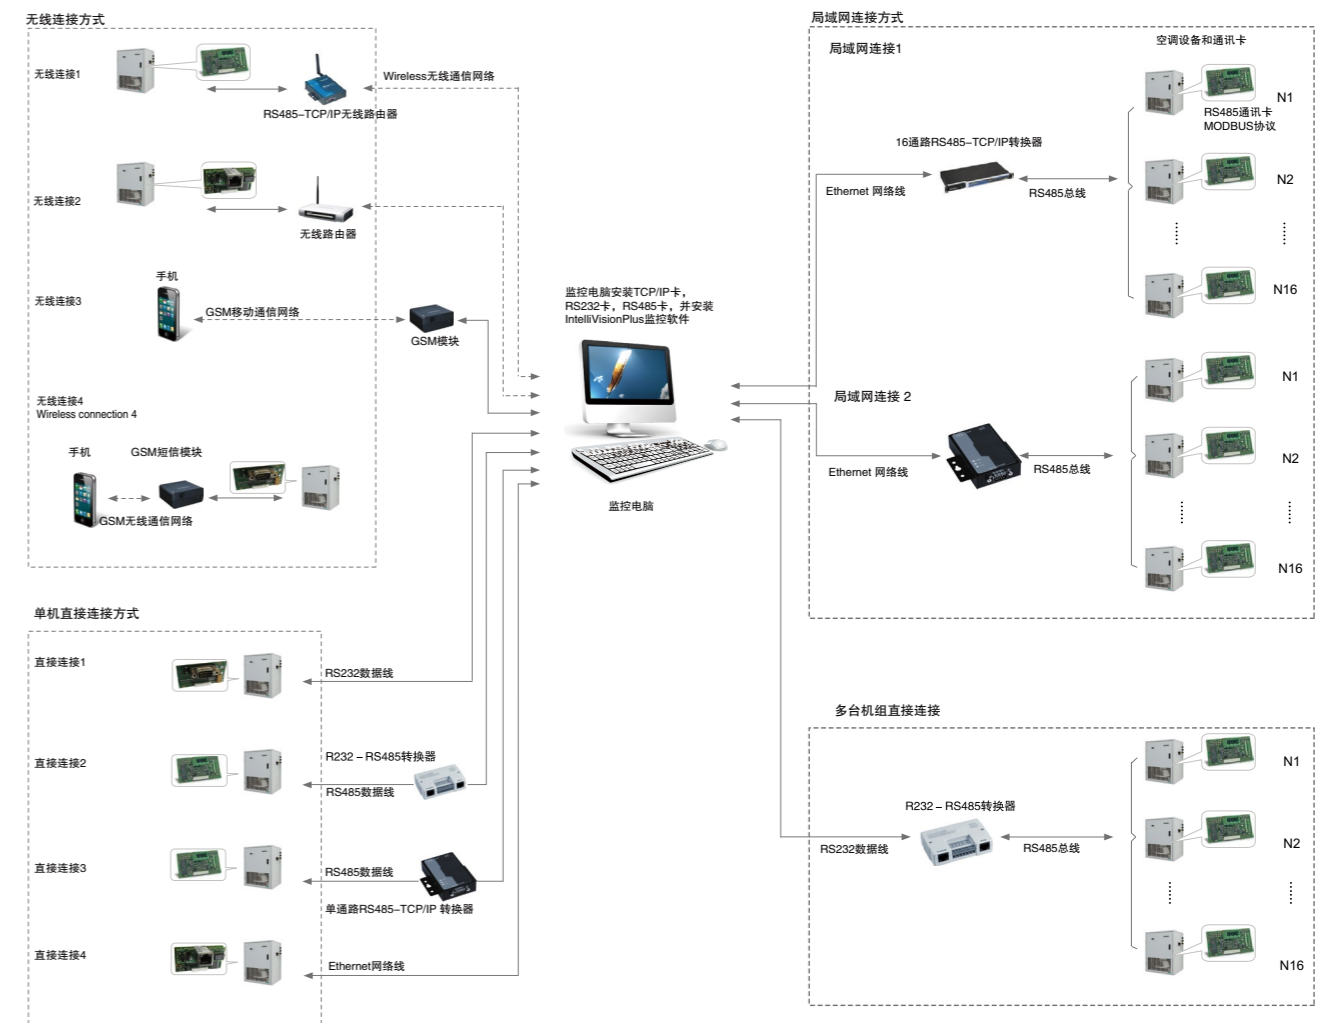 无线连接方式
无线连接1
Wireless无线通信网络
RS485-TCP/IP无线路由器
无线连接2
无线路由器
无线连接3
手机
GSM移动通信网络
GSM模块
无线连接4
Wireless connection 4
手机
GSM短信模块
GSM无线通信网络
单机直接连接方式
直接连接1
RS232数据线
直接连接2
R232－RS485转换器
RS485数据线
直接连接3
RS485数据线
单通路RS485-TCP/IP 转换器
直接连接4
Ethernet网络线
监控电脑安装TCP/IP卡，
RS232卡，RS485卡，并安装
IntelliVisionPlus监控软件
监控电脑
局域网连接方式
局域网连接1
空调设备和通讯卡
N1
RS485通讯卡
MODBUS协议
16通路RS485-TCP/IP转换器
Ethernet 网络线
RS485总线
N2
N16
局域网连接 2
N1
Ethernet 网络线
RS485总线
N2
N16
多台机组直接连接
N1
R232－RS485转换器
RS232数据线
RS485总线
N2
N16